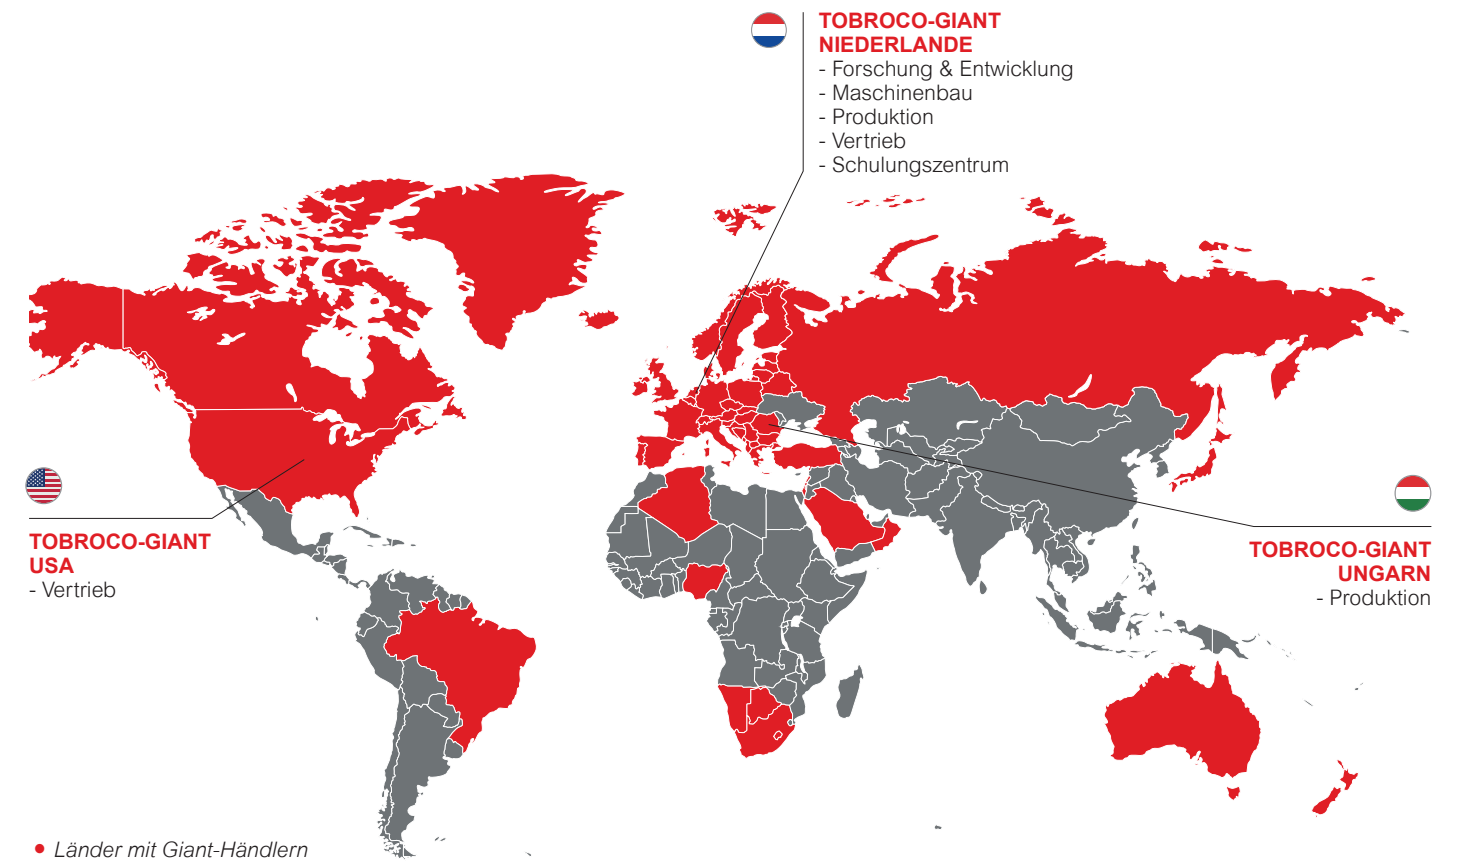 TOBROCO-GIANT
NIEDERLANDE
- Forschung & Entwicklung
- Maschinenbau
- Produktion
- Vertrieb
- Schulungszentrum
TOBROCO-GIANT
USA
- Vertrieb
TOBROCO-GIANT
UNGARN
- Produktion
• Länder mit Giant-Händlern